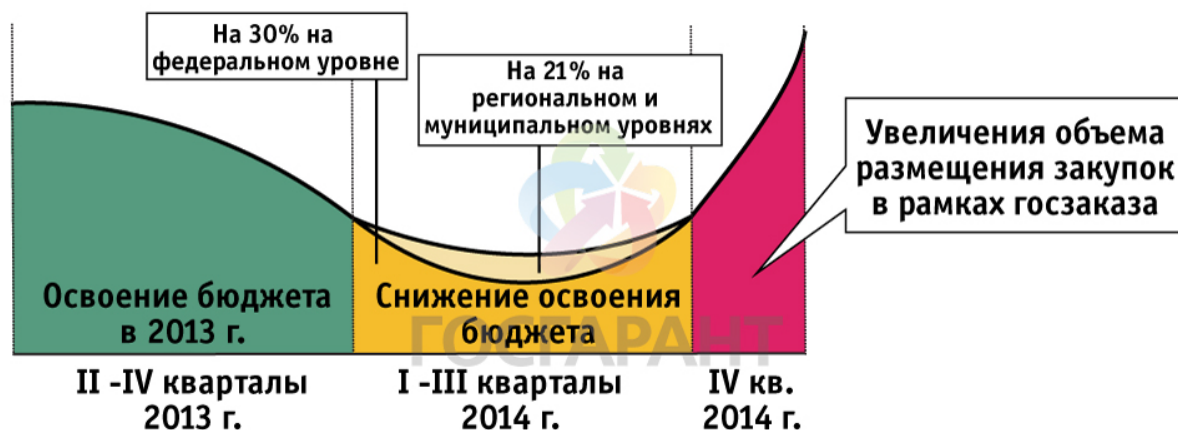 На 30% на
федеральном уровне
На 21% на
региональном и
муниципальном уровнях
Увеличения объема
размещения закупок
в рамках госзаказа
Освоение бюджета
в 2013 г.
Снижение освоения
бюджета
ГОСГАРАНТ
II -IV кварталы
2013 г.
I -III кварталы
2014 г.
IV кв.
2014 г.